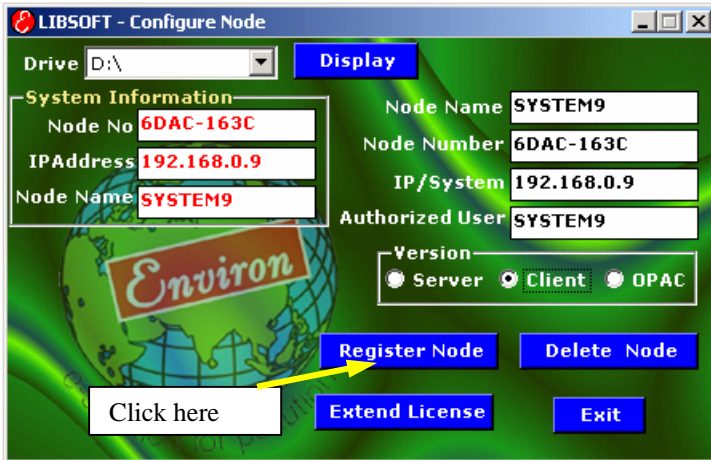 LIBSOFT - Configure Node
Drive D:\ Display
System Information
Node No 6DAC-163C
IPAddress 192.168.0.9
Node Name SYSTEM9
Node Name SYSTEM9
Node Number 6DAC-163C
IP/System 192.168.0.9
Authorized User SYSTEM9
Version
Server Client OPAC
Environ
Register Node Delete Node
Click here
Extend License Exit